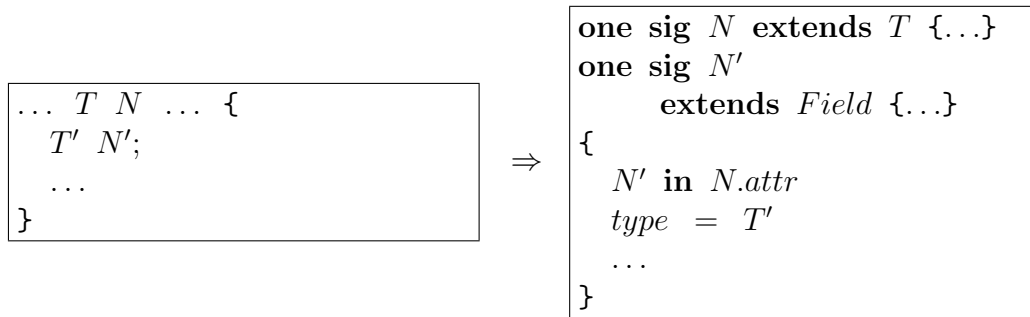 … T N … {
T′ N′;
…
}
⇒
one sig N extends T {…}
one sig N′
extends Field {…}
{
N′ in N.attr
type = T′
…
}